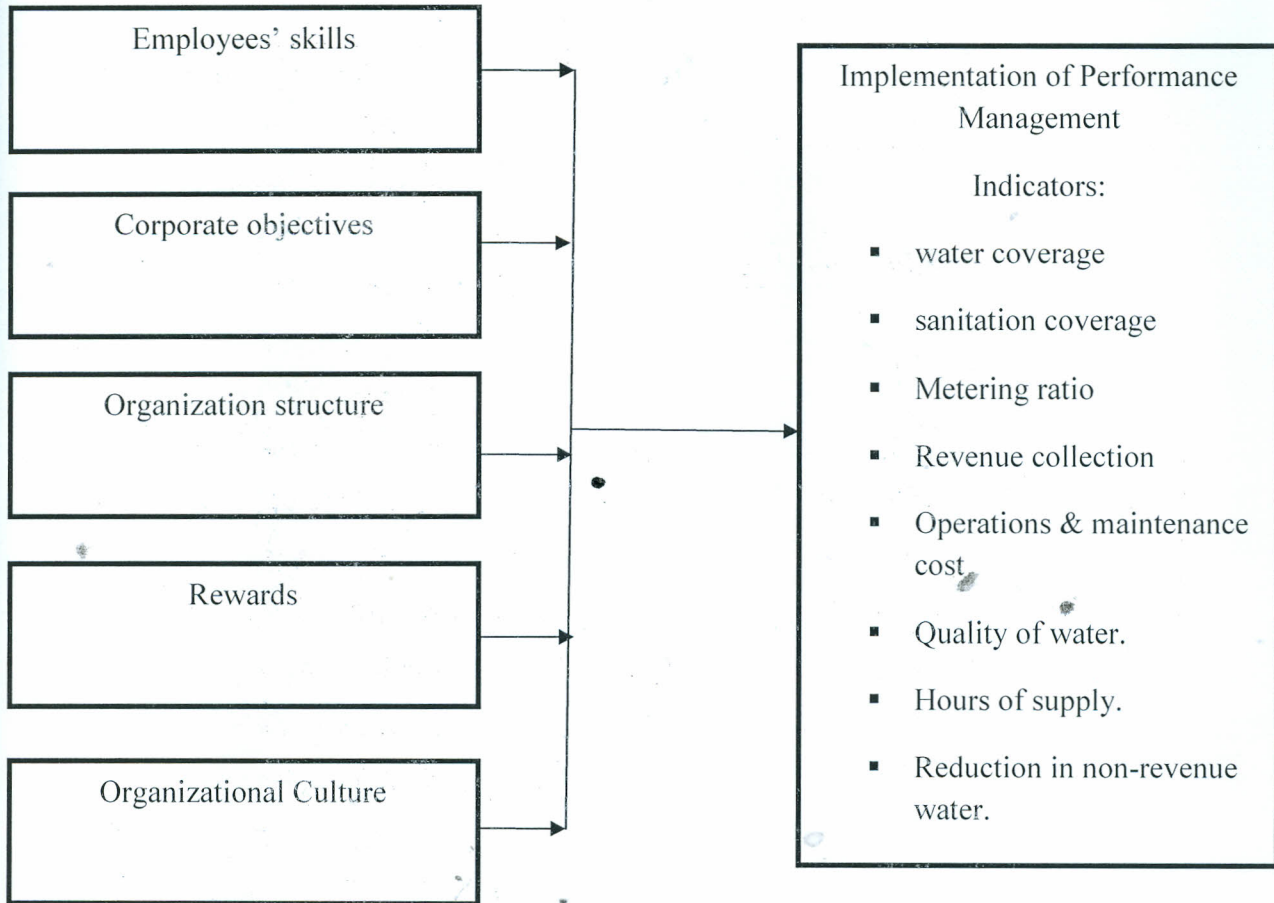 Employees’ skills
Corporate objectives
Organization structure
Rewards
Organizational Culture
Implementation of Performance
Management
Indicators:
▪ water coverage
▪ sanitation coverage
▪ Metering ratio
▪ Revenue collection
▪ Operations & maintenance
cost
▪ Quality of water.
▪ Hours of supply.
▪ Reduction in non-revenue
water.